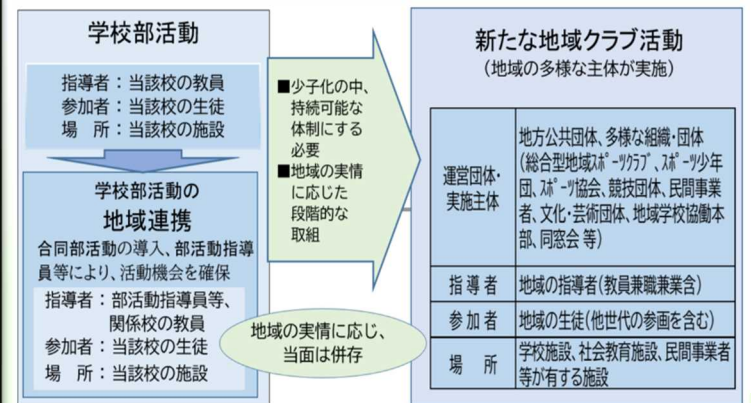 学校部活動
指導者：当該校の教員
参加者：当該校の生徒
場　所：当該校の施設
学校部活動の
地域連携
合同部活動の導入、部活動指導
員等により、活動機会を確保
指導者：部活動指導員等、
関係校の教員
参加者：当該校の生徒
場　所：当該校の施設
■少子化の中、
持続可能な
体制にする
必要
■地域の実情
に応じた
段階的な
取組
地域の実情に応じ、
当面は併存
新たな地域クラブ活動
（地域の多様な主体が実施）
運営団体・
実施主体
地方公共団体、多様な組織・団体
（総合型地域ｽﾎﾟｰﾂｸﾗﾌﾞ、ｽﾎﾟｰﾂ少年
団、ｽﾎﾟｰﾂ協会、競技団体、民間事業
者、文化・芸術団体、地域学校協働本
部、同窓会 等）
指導者
地域の指導者（教員兼職兼業含）
参加者
地域の生徒（他世代の参画を含む）
場　所
学校施設、社会教育施設、民間事業者
等が有する施設